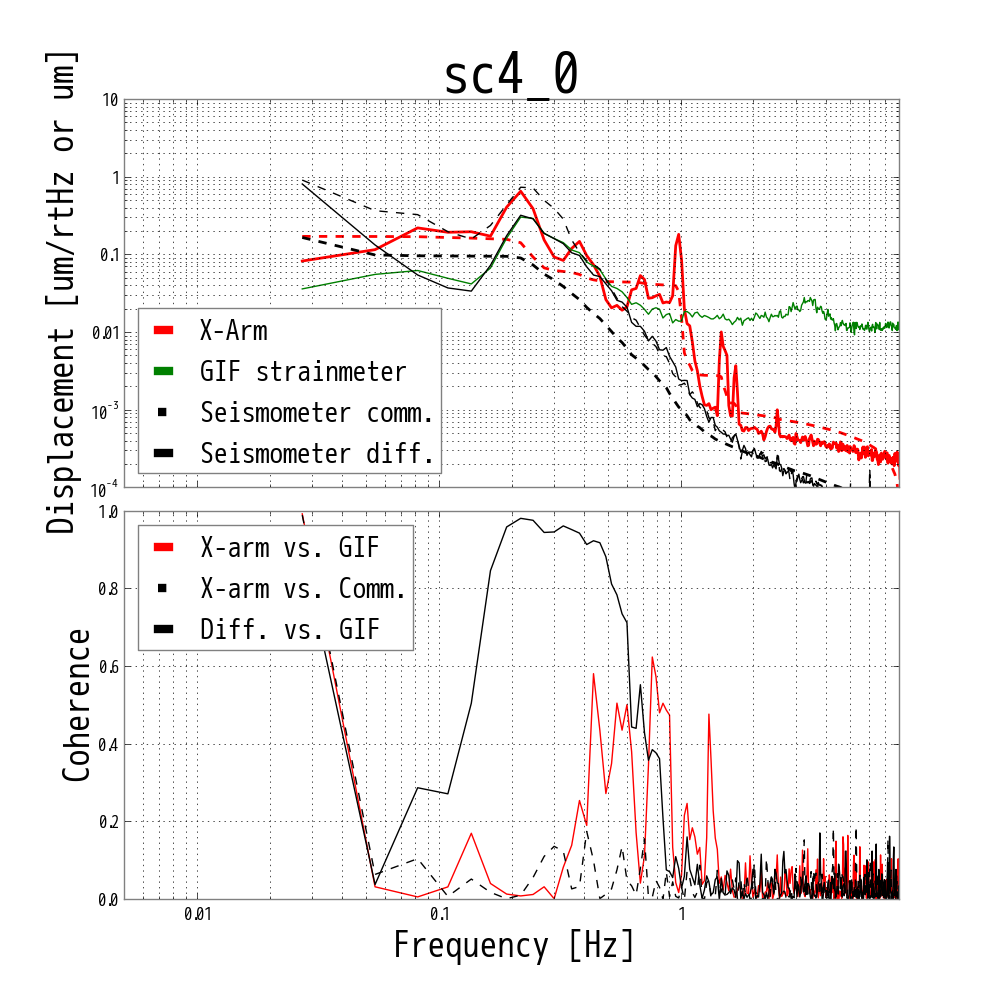 sc4_0
Displacement [um/rtHz or um]
10
1
0.1
0.01
10^-3
10^-4
X-Arm
GIF strainmeter
Seismometer comm.
Seismometer diff.
Coherence
1.0
0.8
0.6
0.4
0.2
0.0
X-arm vs. GIF
X-arm vs. Comm.
Diff. vs. GIF
0.01
0.1
1
Frequency [Hz]